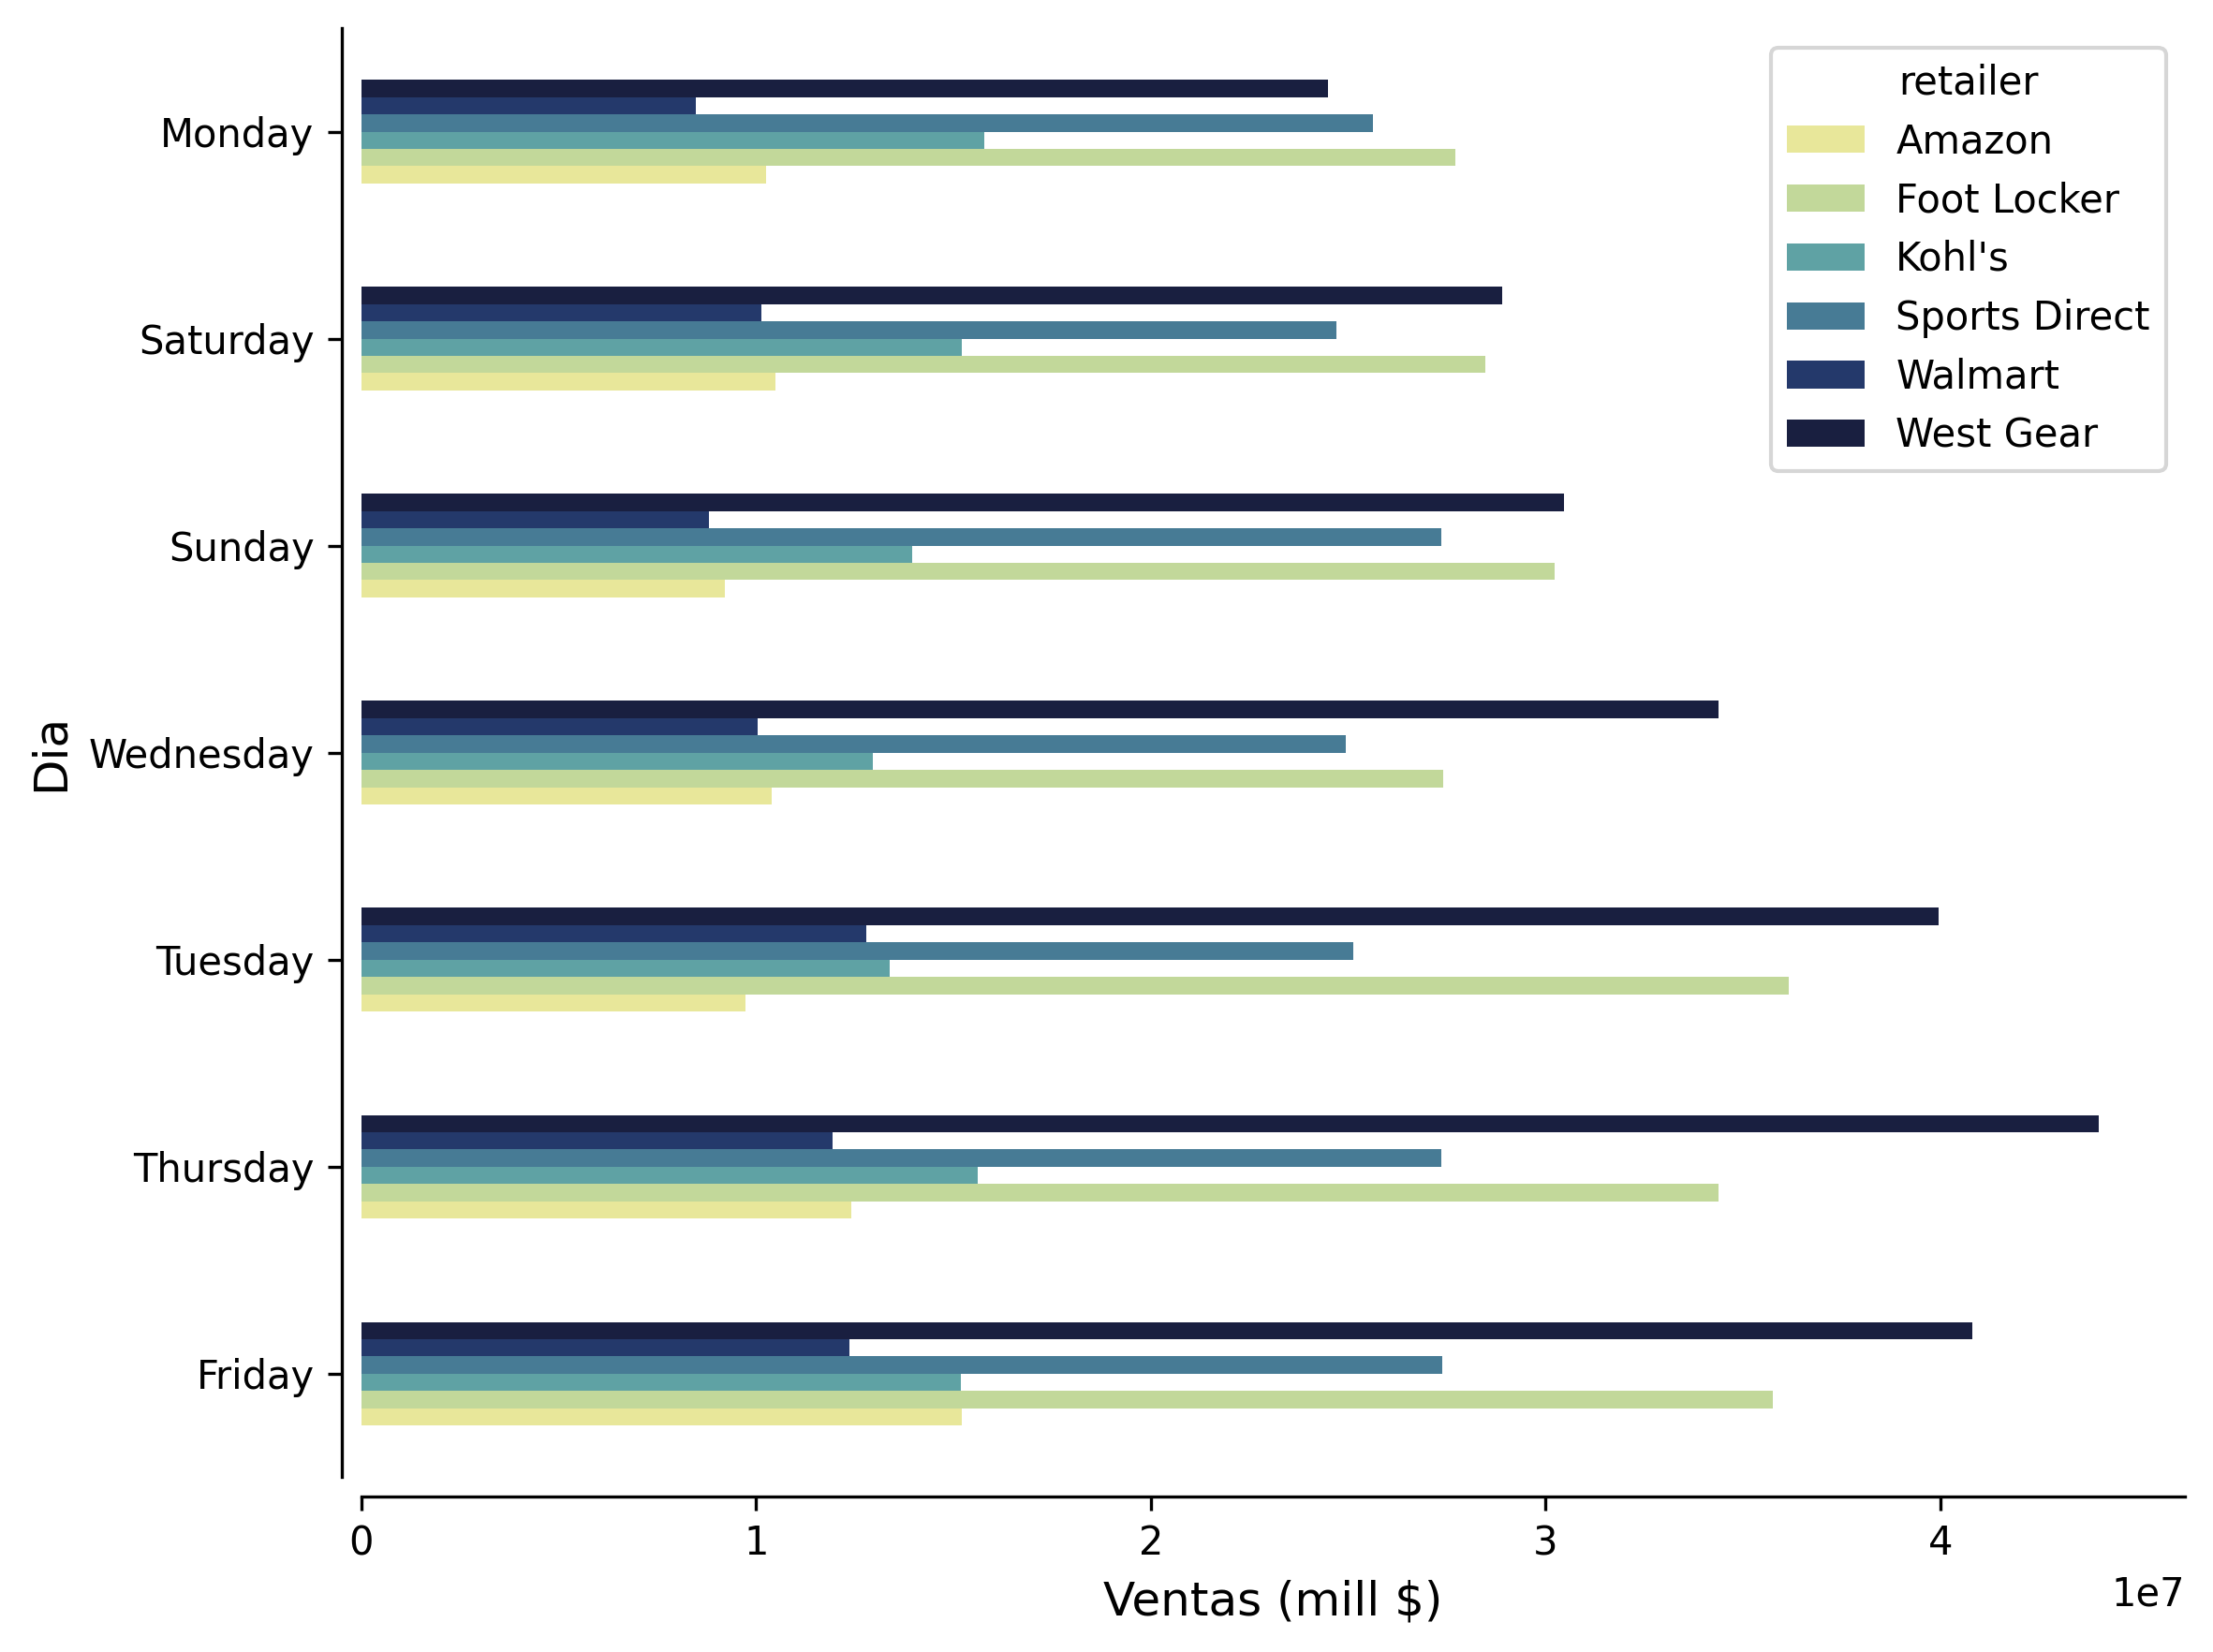 retailer
Amazon
Foot Locker
Kohl's
Sports Direct
Walmart
West Gear
Monday
Saturday
Sunday
Wednesday
Tuesday
Thursday
Friday
Dia
0 1 2 3 4
1e7
Ventas (mill $)